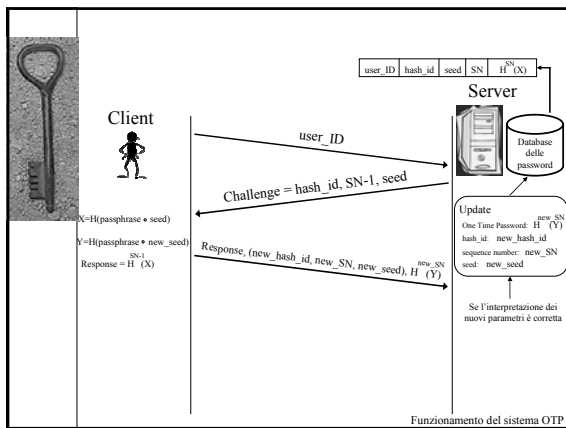 user_ID hash_id seed SN H^SN(X)
Server
Client
user_ID
Database
delle
password
Challenge = hash_id, SN-1, seed
X=H(passphrase ∘ seed)
Y=H(passphrase ∘ new_seed)
Response = H^SN-1(X)
Response, (new_hash_id, new_SN, new_seed), H^new_SN(Y)
Update
One Time Password: H^new_SN(Y)
hash_id: new_hash_id
sequence number: new_SN
seed: new_seed
Se l'interpretazione dei
nuovi parametri è corretta
Funzionamento del sistema OTP